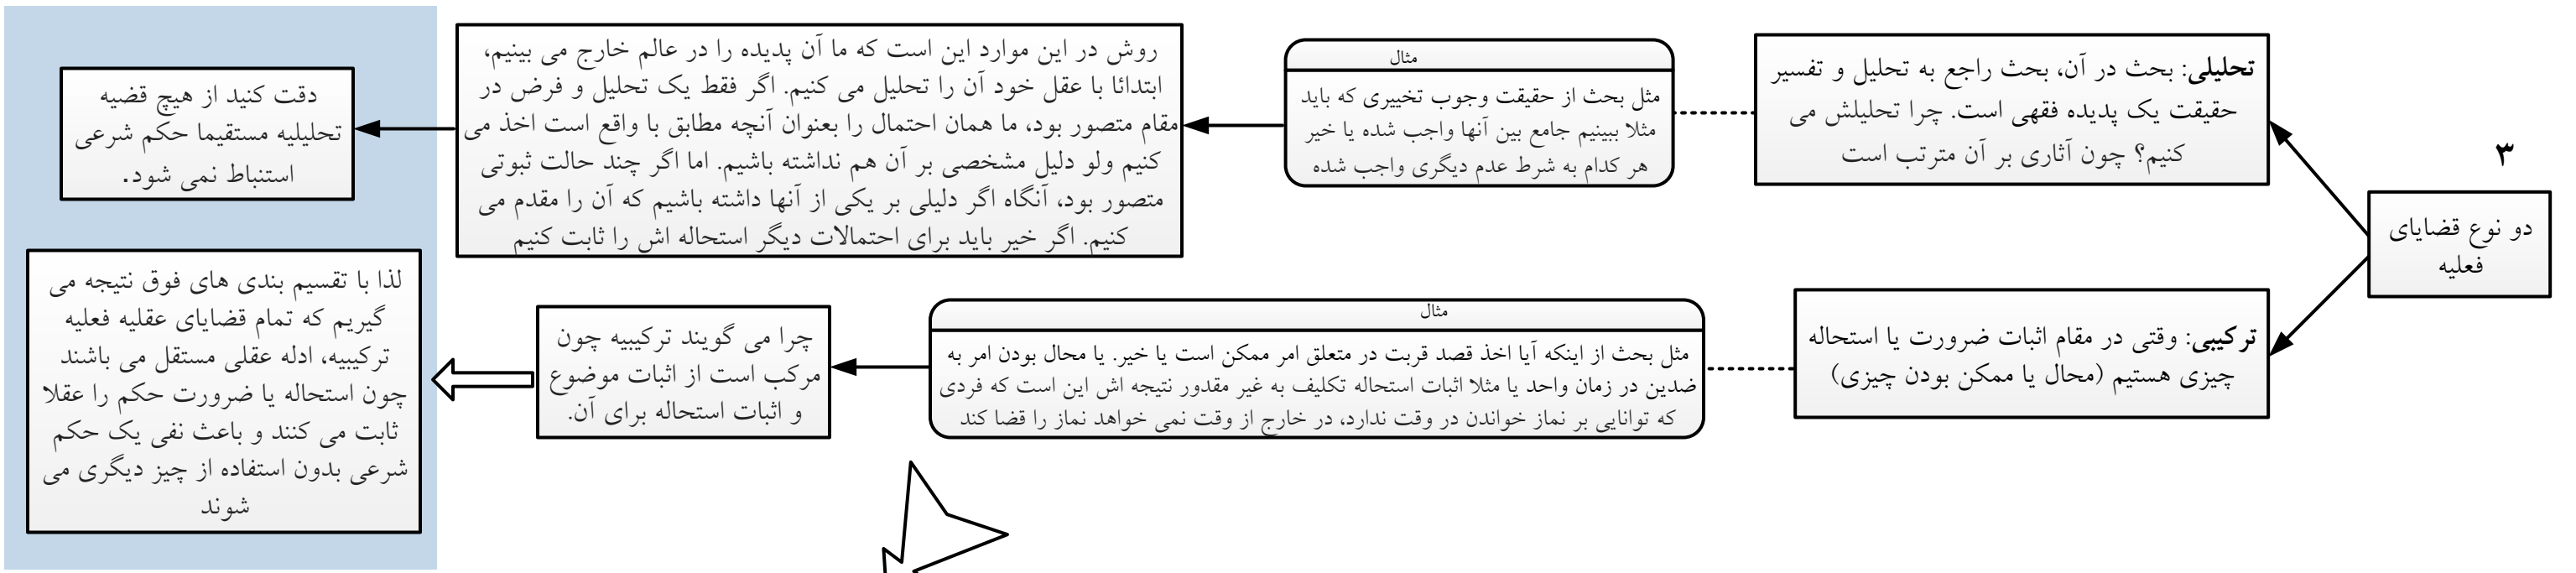 ۳
دو نوع قضایای
فعلیه
تحلیلی: بحث در آن، بحث راجع به تحلیل و تفسیر
حقیقت یک پدیده فقهی است. چرا تحلیلش می
کنیم؟ چون آثاری بر آن مترتب است
مثال
مثل بحث از حقیقت وجوب تخییری که باید
مثلا ببینیم جامع بین آنها واجب شده یا خیر
هر کدام به شرط عدم دیگری واجب شده
روش در این موارد این است که ما آن پدیده را در عالم خارج می بینیم،
ابتدائا با عقل خود آن را تحلیل می کنیم. اگر فقط یک تحلیل و فرض در
مقام متصور بود، ما همان احتمال را بعنوان آنچه مطابق با واقع است اخذ می
کنیم ولو دلیل مشخصی بر آن هم نداشته باشیم. اما اگر چند حالت ثبوتی
متصور بود، آنگاه اگر دلیلی بر یکی از آنها داشته باشیم که آن را مقدم می
کنیم. اگر خیر باید برای احتمالات دیگر استحاله اش را ثابت کنیم
دقت کنید از هیچ قضیه
تحلیلیه مستقیما حکم شرعی
استنباط نمی شود.
ترکیبی: وقتی در مقام اثبات ضرورت یا استحاله
چیزی هستیم (محال یا ممکن بودن چیزی)
مثال
مثل بحث از اینکه آیا اخذ قصد قربت در متعلق امر ممکن است یا خیر. یا محال بودن امر به
ضدین در زمان واحد یا مثلا اثبات استحاله تکلیف به غیر مقدور نتیجه اش این است که فردی
که توانایی بر نماز خواندن در وقت ندارد، در خارج از وقت نمی خواهد نماز را قضا کند
چرا می گویند ترکیبیه چون
مرکب است از اثبات موضوع
و اثبات استحاله برای آن.
لذا با تقسیم بندی های فوق نتیجه می
گیریم که تمام قضایای عقلیه فعلیه
ترکیبیه، ادله عقلی مستقل می باشند
چون استحاله یا ضرورت حکم را عقلا
ثابت می کنند و باعث نفی یک حکم
شرعی بدون استفاده از چیز دیگری می
شوند